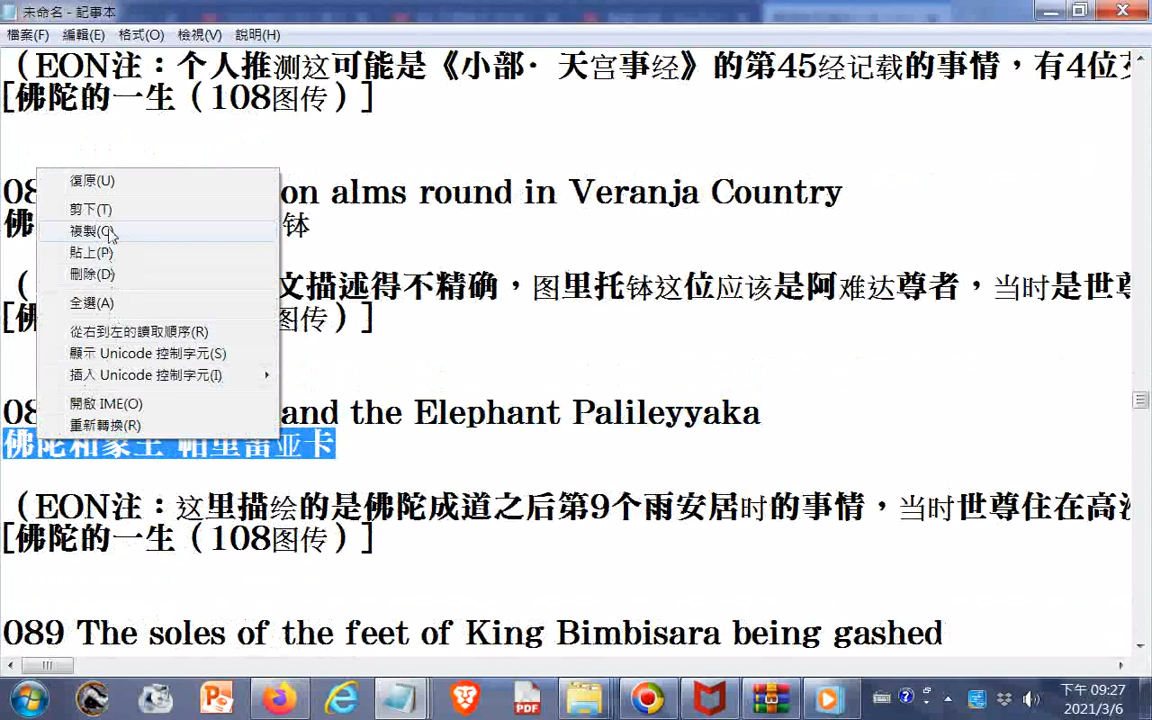 未命名 - 記事本
檔案(F) 編輯(E) 格式(O) 檢視(V) 說明(H)
（EON注：个人推测这可能是《小部·天宫事经》的第45经记载的事情，有4位
[佛陀的一生（108图传）]
08 on alms round in Veranja Country
佛 钵
（ 文描述得不精确，图里托钵这位应该是阿难达尊者，当时是世尊
[佛 图传）]
08 and the Elephant Palileyyaka
佛陀和象王 帕里雷亚卡
（EON注：这里描绘的是佛陀成道之后第9个雨安居时的事情，当时世尊住在高
[佛陀的一生（108图传）]
089 The soles of the feet of King Bimbisara being gashed
復原(U)
剪下(T)
複製(C)
貼上(P)
刪除(D)
全選(A)
從右到左的讀取順序(R)
顯示 Unicode 控制字元(S)
插入 Unicode 控制字元(I)
開啟 IME(O)
重新轉換(R)
PDF
下午 09:27
2021/3/6